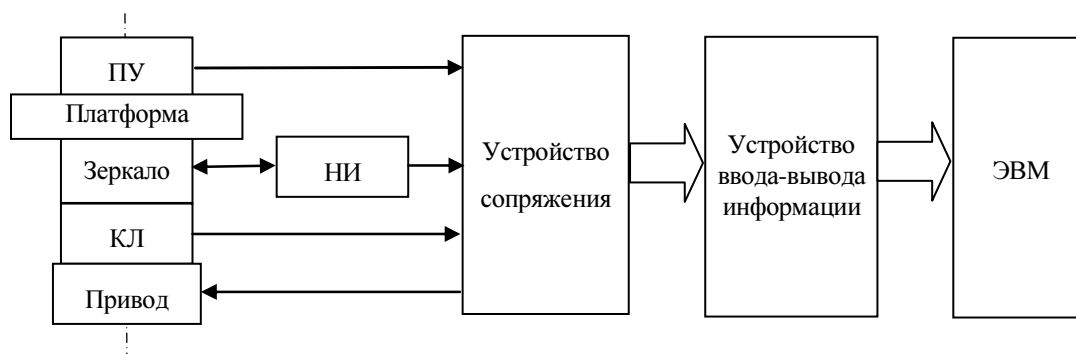 ПУ
Платформа
Зеркало
НИ
КЛ
Привод
Устройство
сопряжения
Устройство
ввода-вывода
информации
ЭВМ